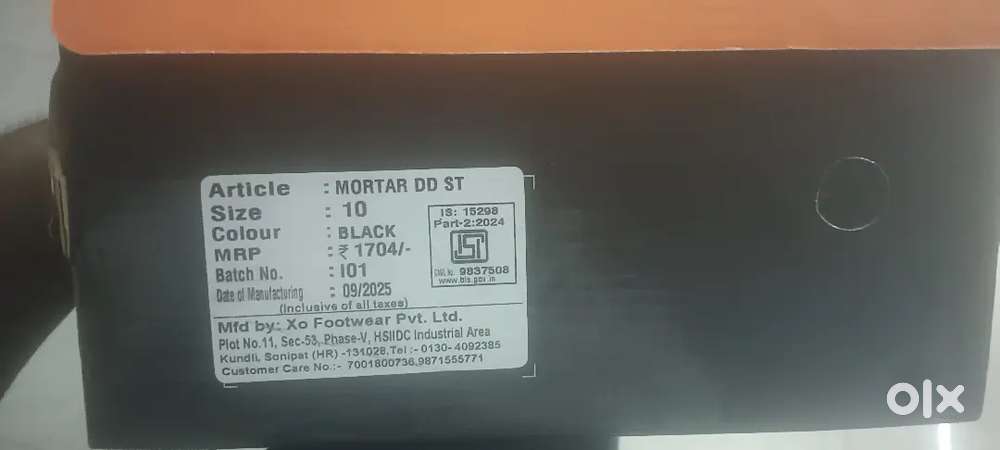 Article : MORTAR DD ST
Size : 10
Colour : BLACK
MRP : ₹ 1704/-
Batch No. : I01
Date of Manufacturing : 09/2025
(Inclusive of all taxes)
IS: 15298
Part-2:2024
ISI
CM/L No. 9837508
www.bis.gov.in
Mfd by: Xo Footwear Pvt. Ltd.
Plot No.11, Sec-53, Phase-V, HSIIDC Industrial Area
Kundli, Sonipat (HR) -131028,Tel :- 0130- 4092385
Customer Care No.:- 7001800736,9871555771
olx